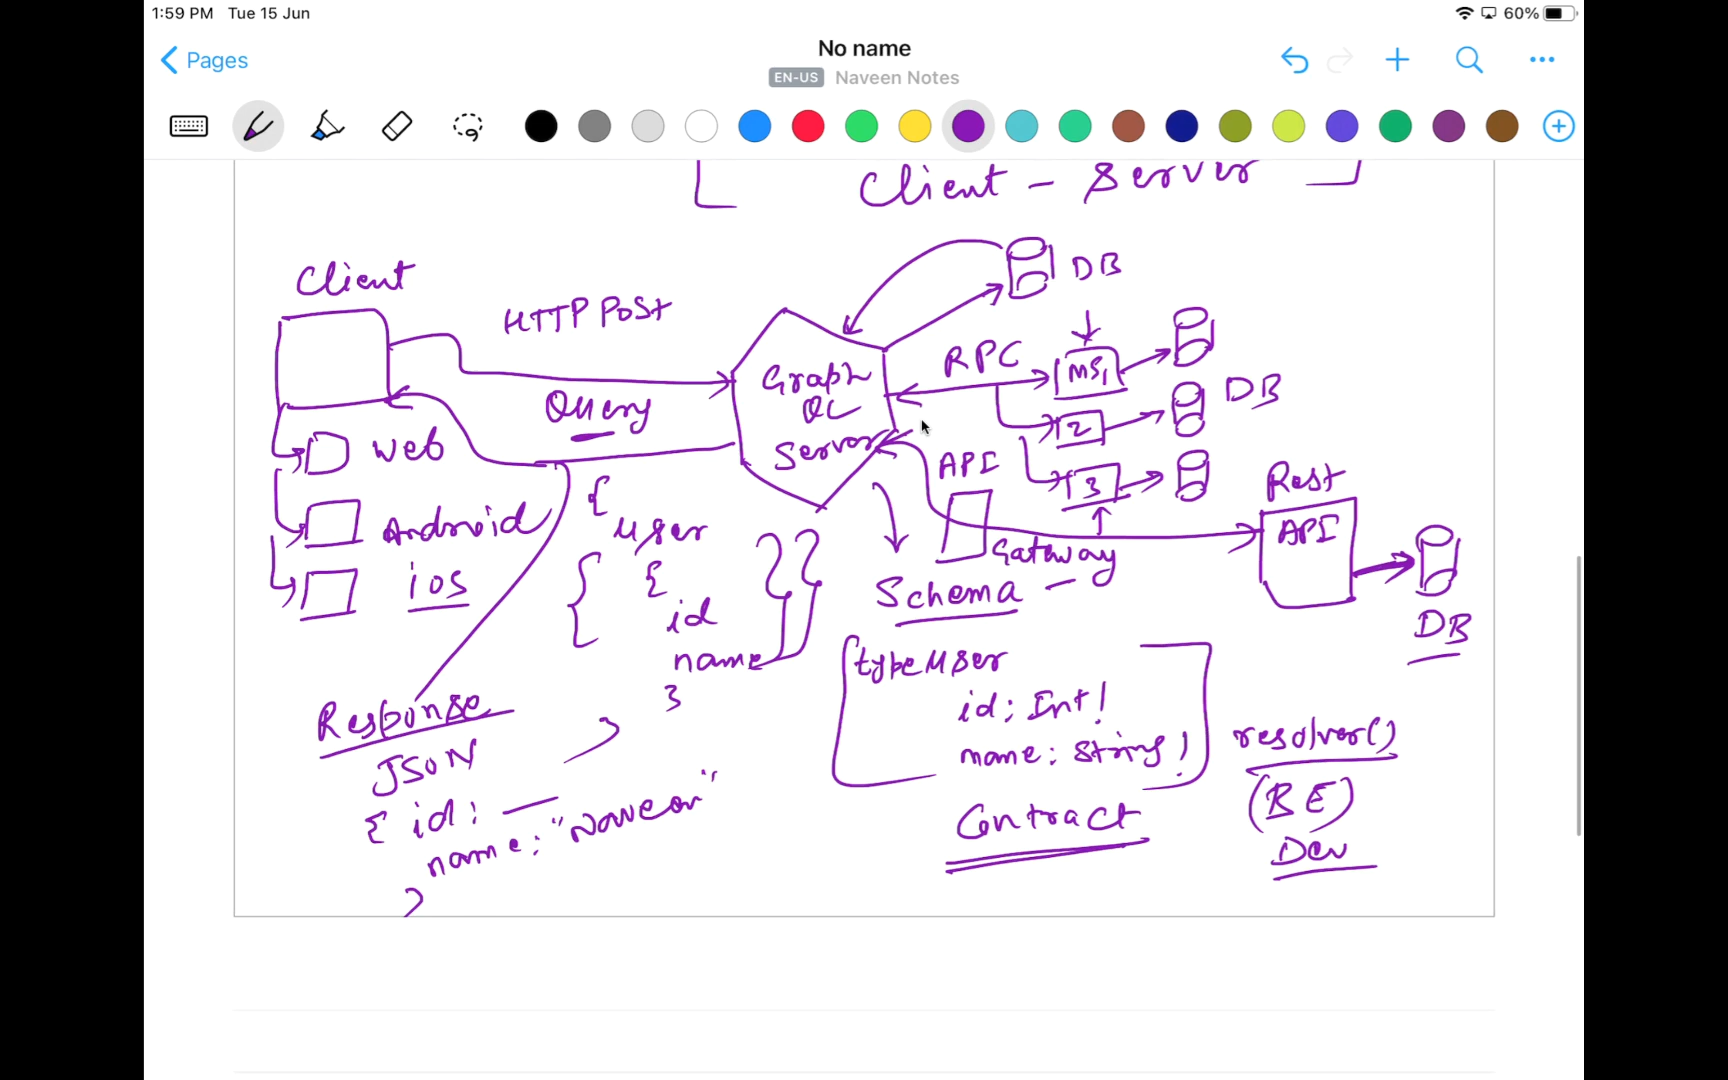 1:59 PM Tue 15 Jun
60%
Pages
No name
EN-US Naveen Notes
Client - Server
Client
HTTP Post
DB
Graph
QL
Server
RPC
MS1
DB
Query
Web
2
API
3
Rest
API
{
user
Android
{
id
name
}
}}
{
ios
Gateway
Schema -
DB
type User
id: Int!
name: String!
Contract
resolver()
(BE)
Dev
Response
JSON
{ id: —
name: "Naveen"
}